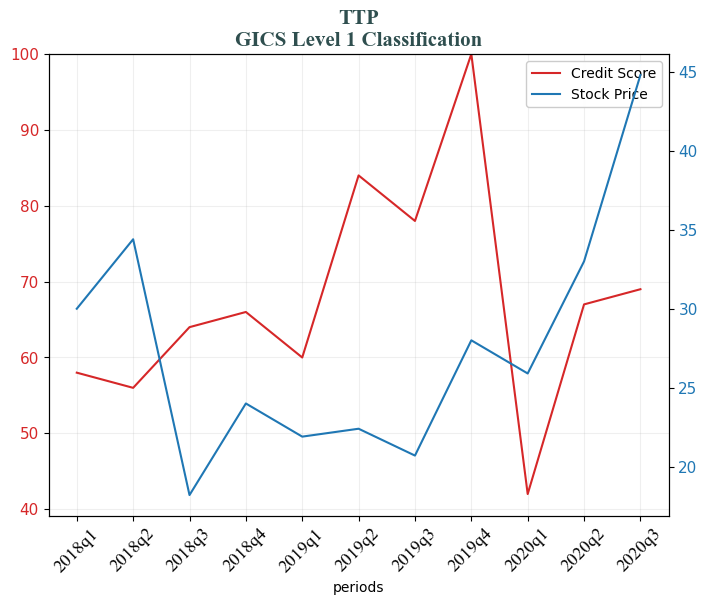 TTP
GICS Level 1 Classification
100
90
80
70
60
50
40
Credit Score
Stock Price
45
40
35
30
25
20
2018q1
2018q2
2018q3
2018q4
2019q1
2019q2
2019q3
2019q4
2020q1
2020q2
2020q3
periods